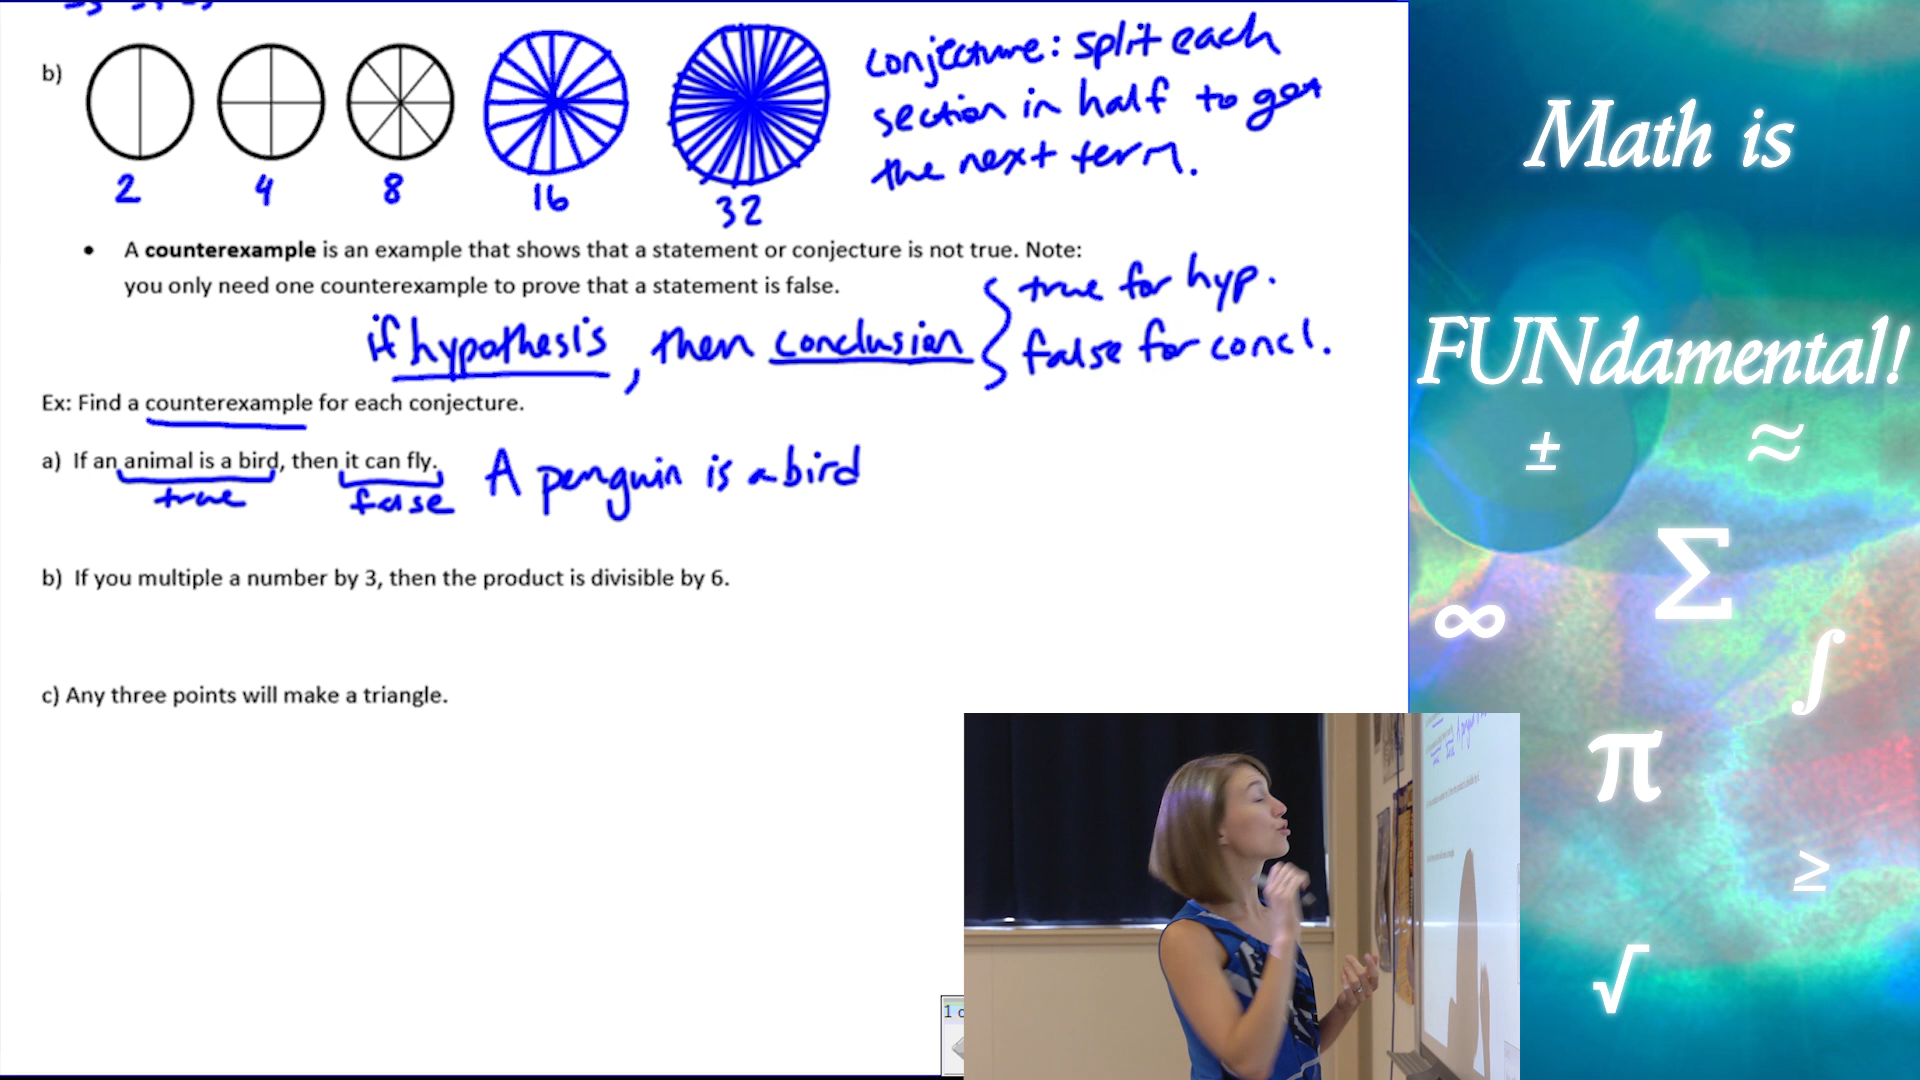 b)
2 4 8 16 32
conjecture: split each
section in half to get
the next term.
• A counterexample is an example that shows that a statement or conjecture is not true. Note:
you only need one counterexample to prove that a statement is false.
true for hyp.
if hypothesis, then conclusion
false for concl.
Ex: Find a counterexample for each conjecture.
a) If an animal is a bird, then it can fly. A penguin is a bird
true false
b) If you multiple a number by 3, then the product is divisible by 6.
c) Any three points will make a triangle.
Math is
FUNdamental!
± ≈
Σ
∞
∫
π
≥
√